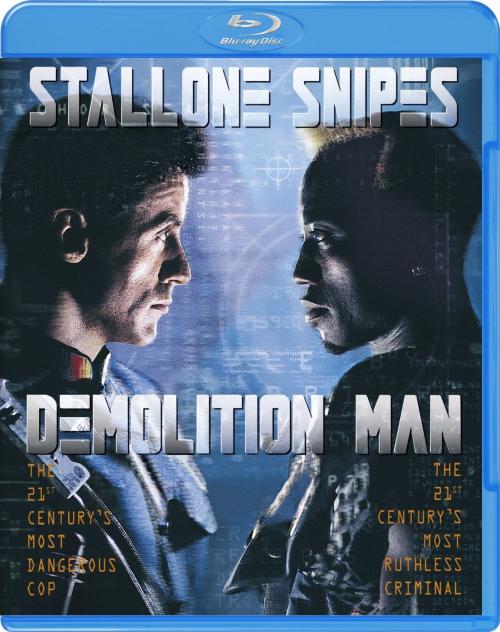 Blu-ray Disc
STALLONE SNIPES
DEMOLITION MAN
THE
21ST
CENTURY'S
MOST
DANGEROUS
COP
THE
21ST
CENTURY'S
MOST
RUTHLESS
CRIMINAL